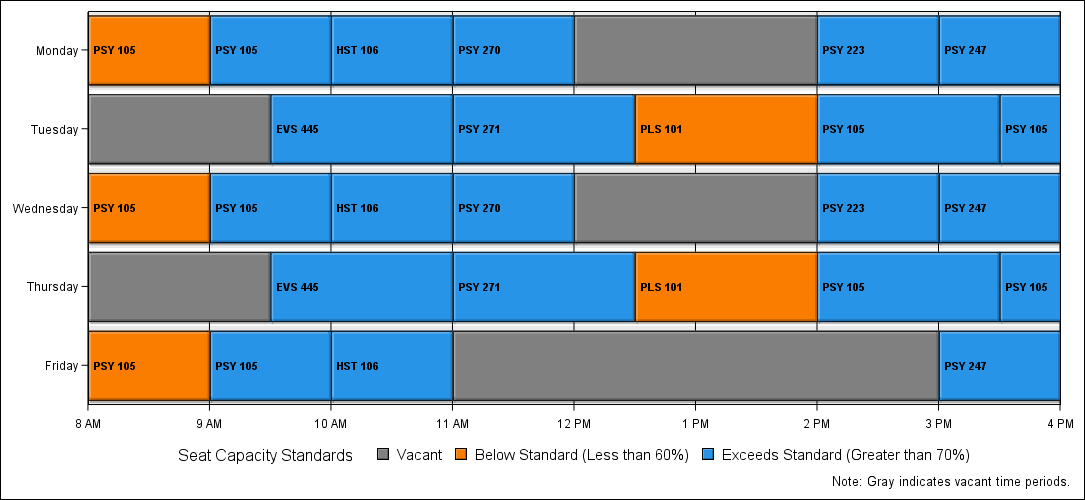 Monday PSY 105 PSY 105 HST 106 PSY 270 PSY 223 PSY 247
Tuesday EVS 445 PSY 271 PLS 101 PSY 105 PSY 105
Wednesday PSY 105 PSY 105 HST 106 PSY 270 PSY 223 PSY 247
Thursday EVS 445 PSY 271 PLS 101 PSY 105 PSY 105
Friday PSY 105 PSY 105 HST 106 PSY 247
8 AM 9 AM 10 AM 11 AM 12 PM 1 PM 2 PM 3 PM 4 PM
Seat Capacity Standards Vacant Below Standard (Less than 60%) Exceeds Standard (Greater than 70%)
Note: Gray indicates vacant time periods.